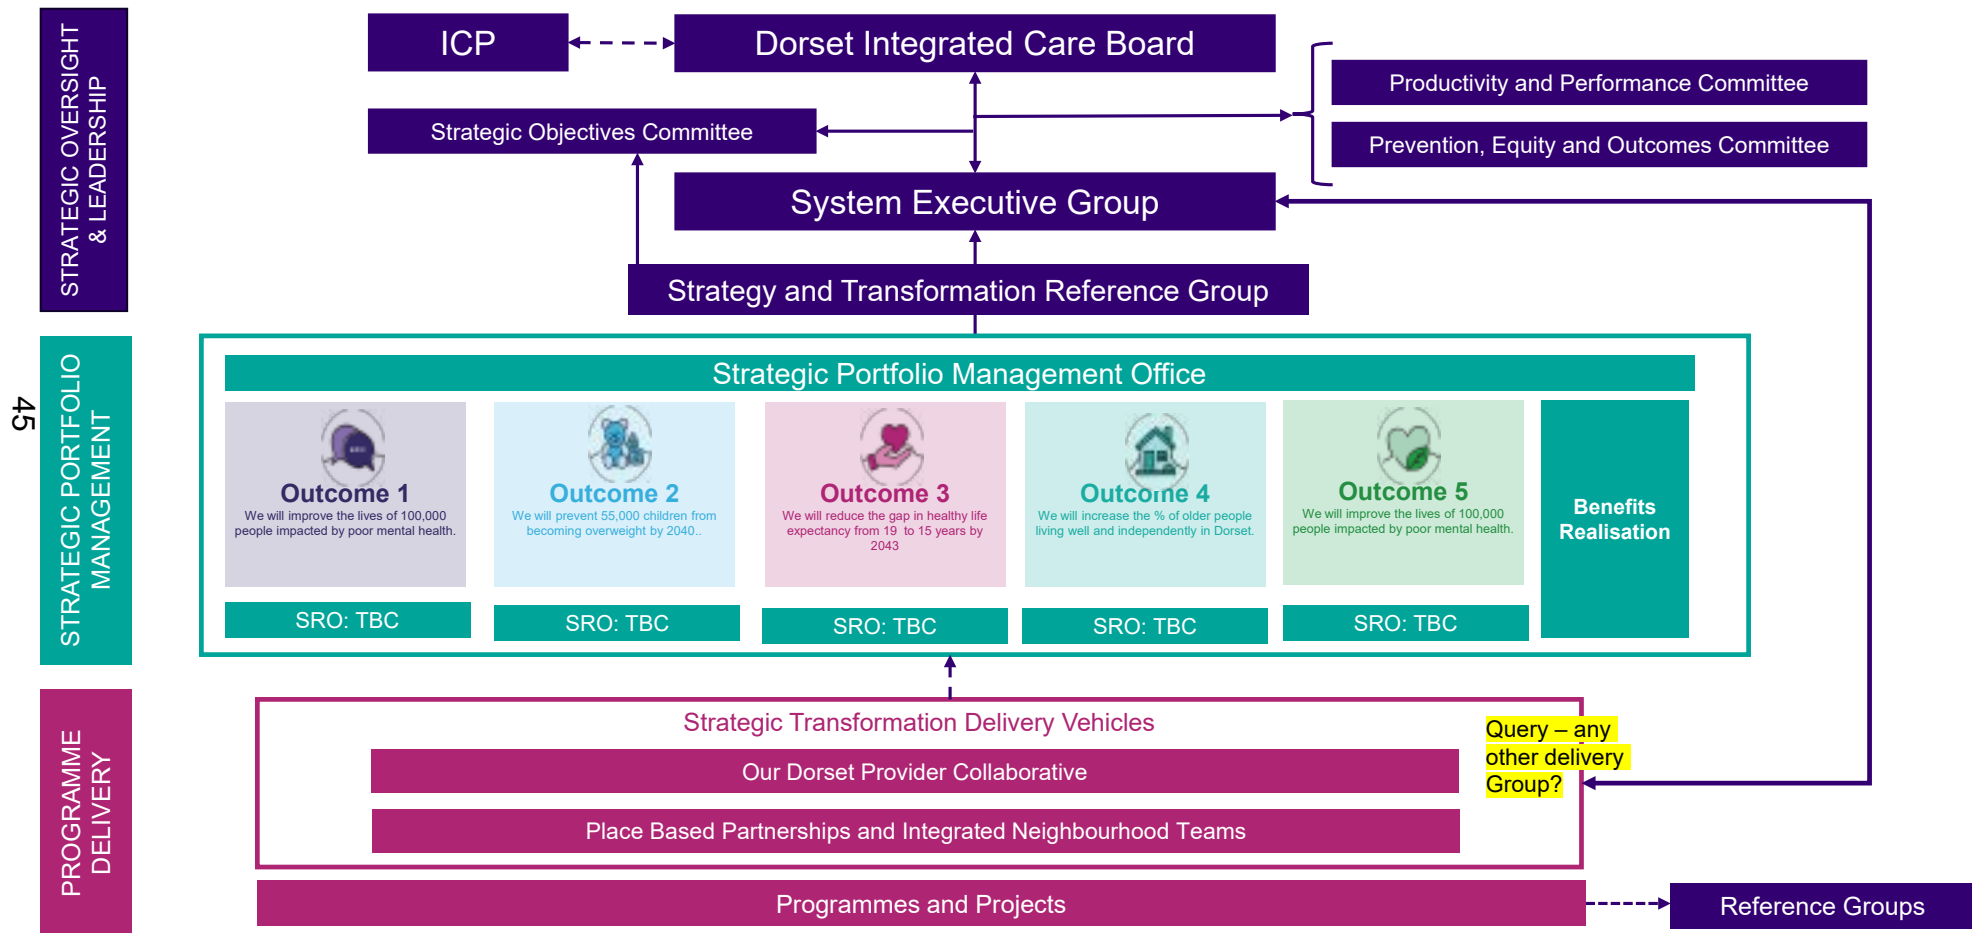 STRATEGIC OVERSIGHT
& LEADERSHIP
ICP
Dorset Integrated Care Board
Productivity and Performance Committee
Strategic Objectives Committee
Prevention, Equity and Outcomes Committee
System Executive Group
Strategy and Transformation Reference Group
45
STRATEGIC PORTFOLIO
MANAGEMENT
Strategic Portfolio Management Office
Outcome 1
We will improve the lives of 100,000
people impacted by poor mental health.
SRO: TBC
Outcome 2
We will prevent 55,000 children from
becoming overweight by 2040..
SRO: TBC
Outcome 3
We will reduce the gap in healthy life
expectancy from 19 to 15 years by
2043
SRO: TBC
Outcome 4
We will increase the % of older people
living well and independently in Dorset.
SRO: TBC
Outcome 5
We will improve the lives of 100,000
people impacted by poor mental health.
SRO: TBC
Benefits
Realisation
PROGRAMME
DELIVERY
Strategic Transformation Delivery Vehicles
Our Dorset Provider Collaborative
Place Based Partnerships and Integrated Neighbourhood Teams
Query – any
other delivery
Group?
Programmes and Projects
Reference Groups